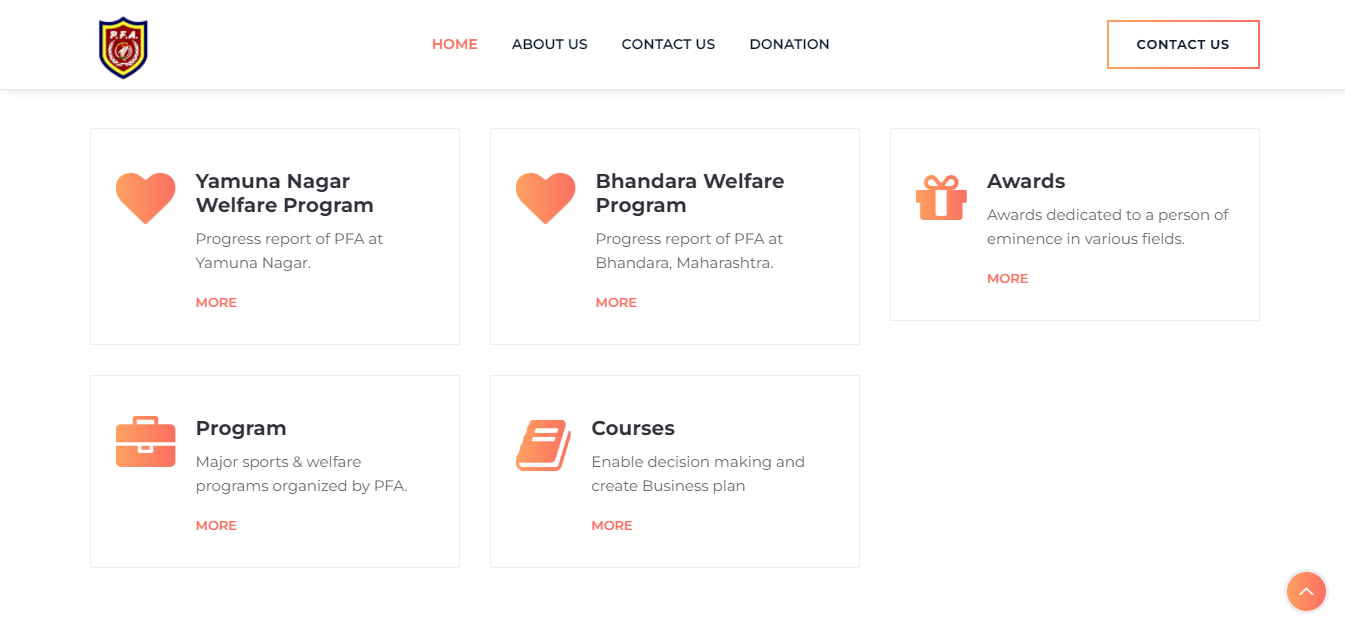 P.F.A.
HOME
ABOUT US
CONTACT US
DONATION
CONTACT US
Yamuna Nagar
Welfare Program
Progress report of PFA at
Yamuna Nagar.
MORE
Bhandara Welfare
Program
Progress report of PFA at
Bhandara, Maharashtra.
MORE
Awards
Awards dedicated to a person of
eminence in various fields.
MORE
Program
Major sports & welfare
programs organized by PFA.
MORE
Courses
Enable decision making and
create Business plan
MORE